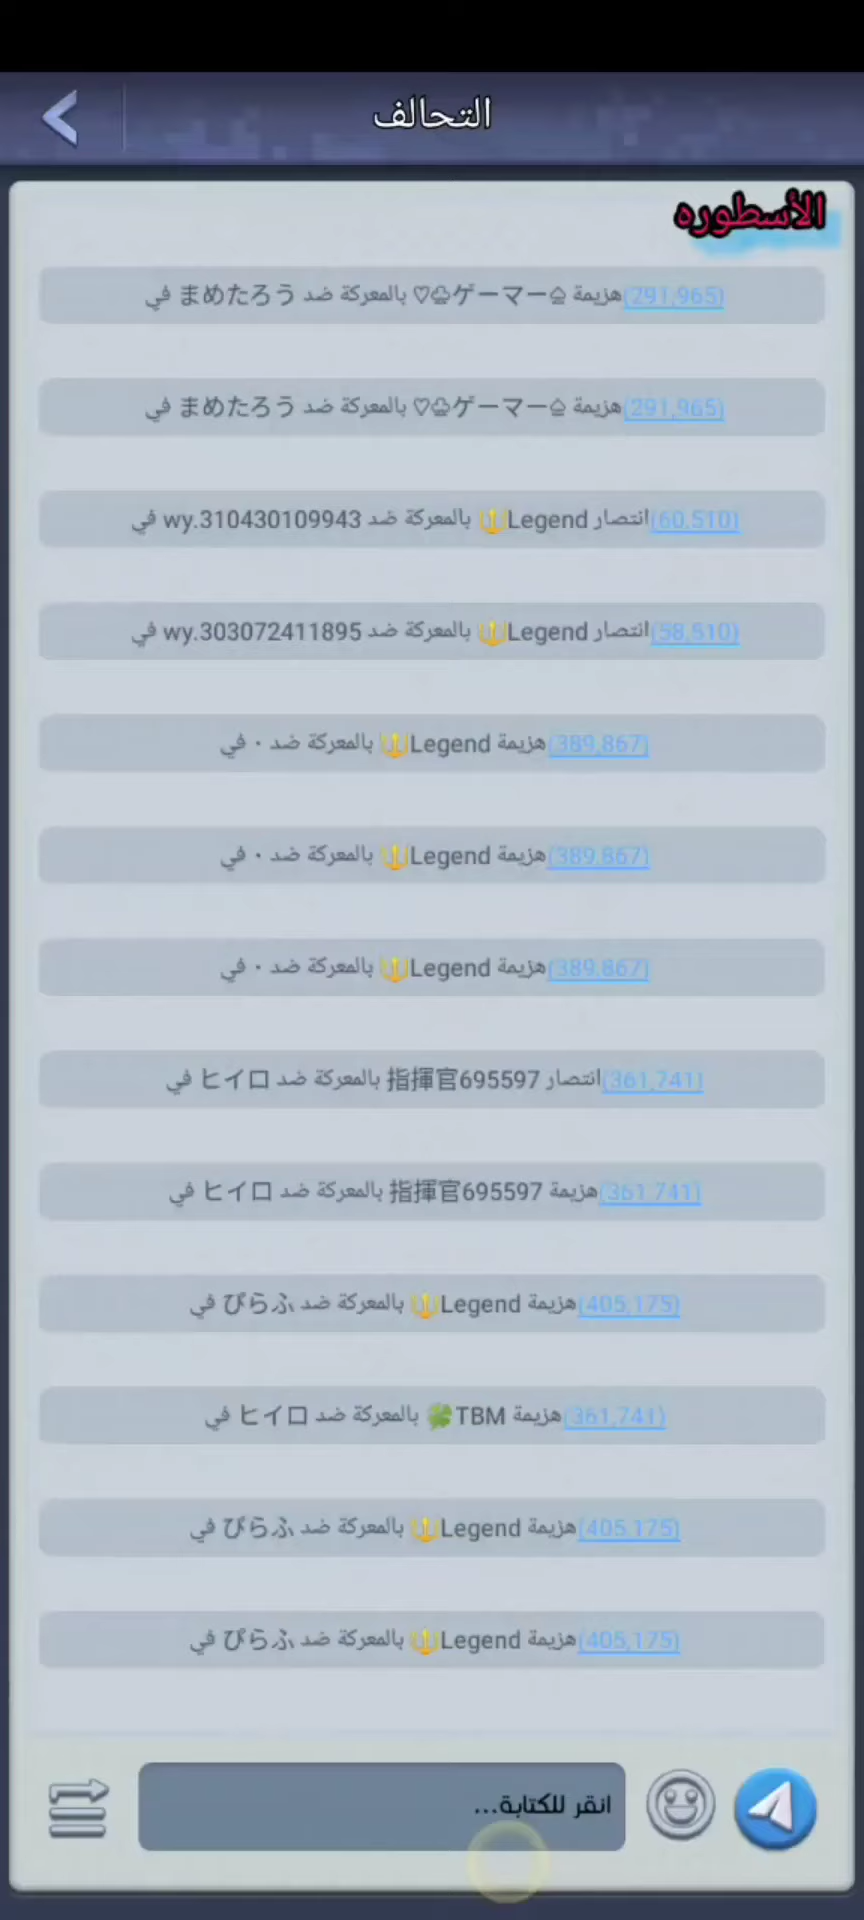 التحالف
الأسطوره
هزيمة ♤ゲーマー♧♡ بالمعركة ضد まめたろう في (291,965)
هزيمة ♤ゲーマー♧♡ بالمعركة ضد まめたろう في (291,965)
انتصار Legend🔱 بالمعركة ضد wy.310430109943 في (60,510)
انتصار Legend🔱 بالمعركة ضد wy.303072411895 في (58,510)
هزيمة Legend🔱 بالمعركة ضد ٠ في (389,867)
هزيمة Legend🔱 بالمعركة ضد ٠ في (389,867)
هزيمة Legend🔱 بالمعركة ضد ٠ في (389,867)
انتصار 指揮官695597 بالمعركة ضد ヒイロ في (361,741)
هزيمة 指揮官695597 بالمعركة ضد ヒイロ في (361,741)
هزيمة Legend🔱 بالمعركة ضد ぴらふ في (405,175)
هزيمة TBM🍀 بالمعركة ضد ヒイロ في (361,741)
هزيمة Legend🔱 بالمعركة ضد ぴらふ في (405,175)
هزيمة Legend🔱 بالمعركة ضد ぴらふ في (405,175)
انقر للكتابة...